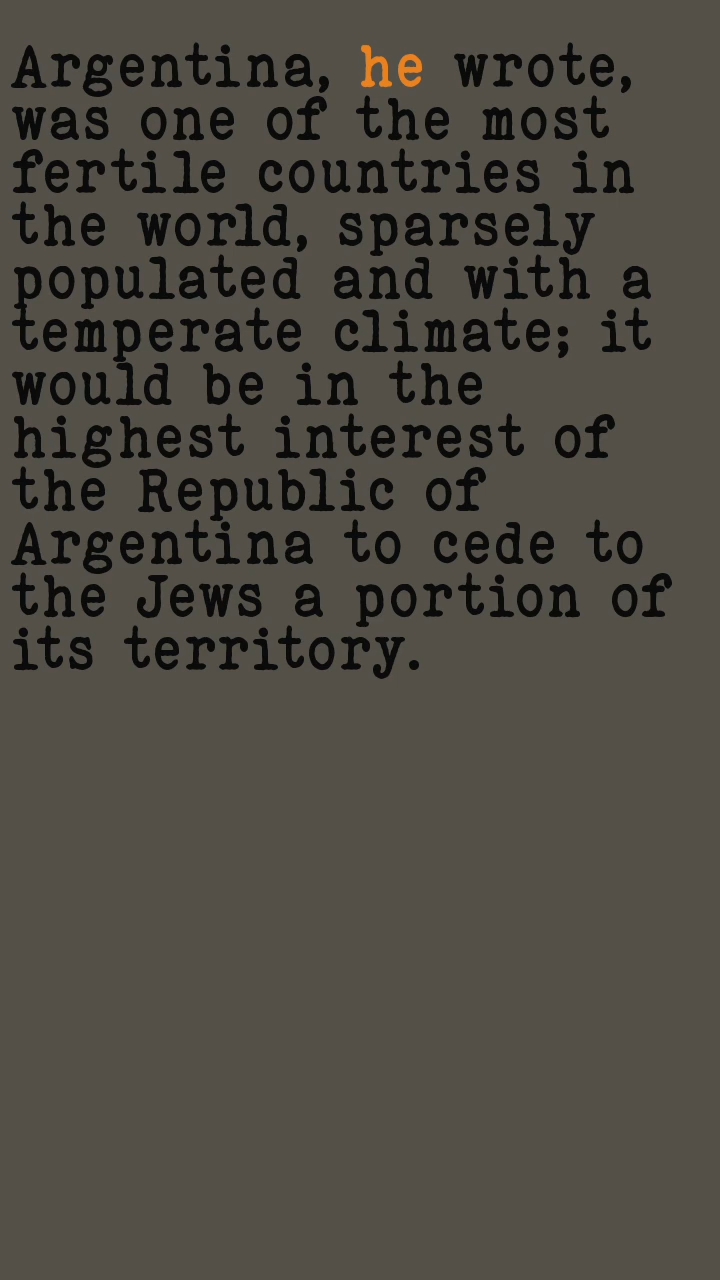 Argentina, he wrote,
was one of the most
fertile countries in
the world, sparsely
populated and with a
temperate climate; it
would be in the
highest interest of
the Republic of
Argentina to cede to
the Jews a portion of
its territory.